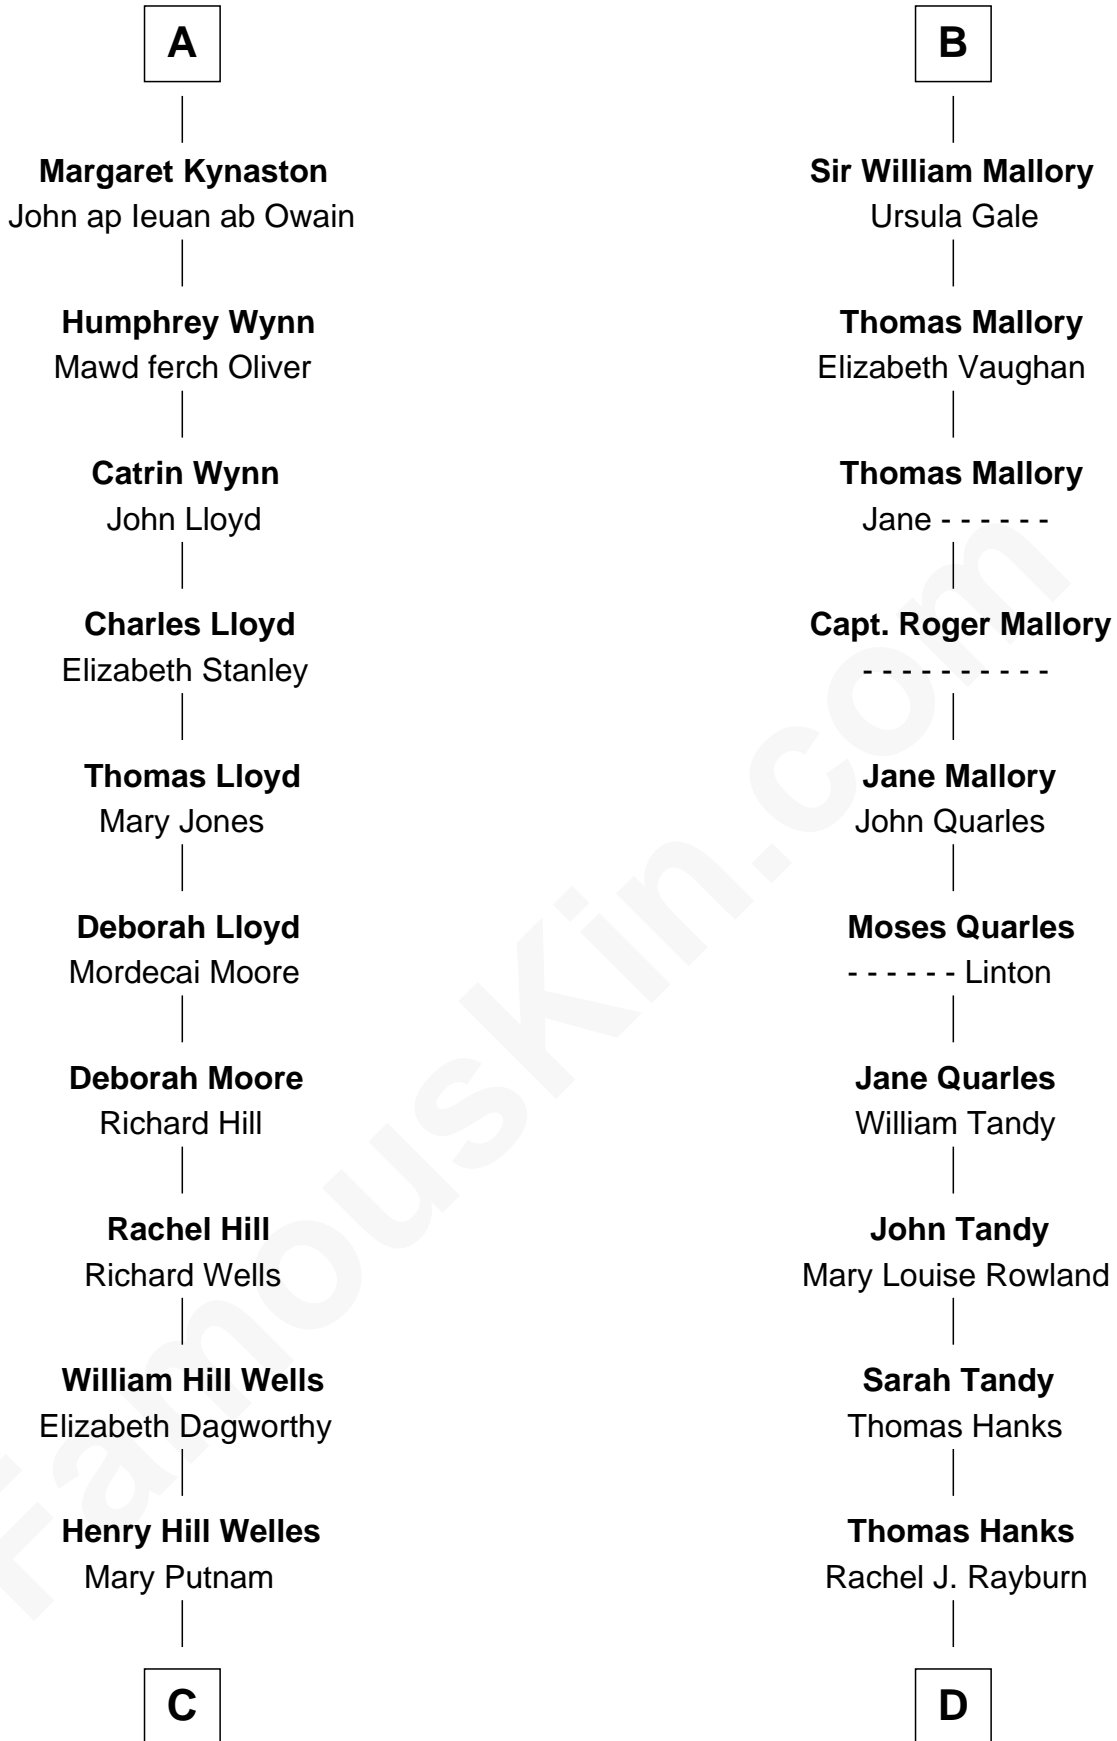 A
Margaret Kynaston
John ap Ieuan ab Owain
Humphrey Wynn
Mawd ferch Oliver
Catrin Wynn
John Lloyd
Charles Lloyd
Elizabeth Stanley
Thomas Lloyd
Mary Jones
Deborah Lloyd
Mordecai Moore
Deborah Moore
Richard Hill
Rachel Hill
Richard Wells
William Hill Wells
Elizabeth Dagworthy
Henry Hill Welles
Mary Putnam
C
B
Sir William Mallory
Ursula Gale
Thomas Mallory
Elizabeth Vaughan
Thomas Mallory
Jane - - - - - -
Capt. Roger Mallory
- - - - - - - - - -
Jane Mallory
John Quarles
Moses Quarles
- - - - - - Linton
Jane Quarles
William Tandy
John Tandy
Mary Louise Rowland
Sarah Tandy
Thomas Hanks
Thomas Hanks
Rachel J. Rayburn
D
FamousKin.com